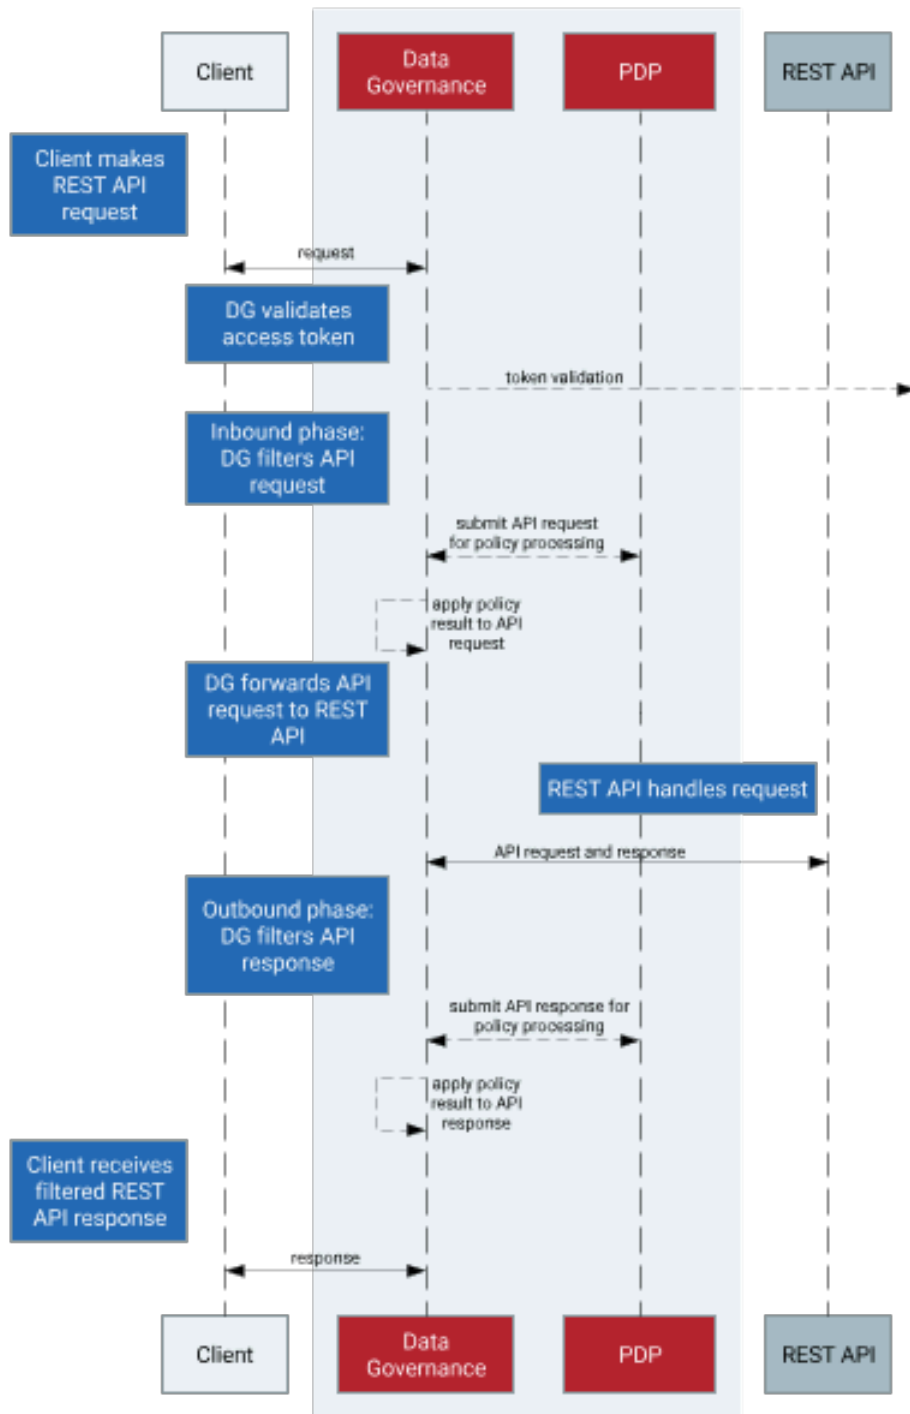 Client
Data
Governance
PDP
REST API
Client makes
REST API
request
request
DG validates
access token
token validation
Inbound phase:
DG filters API
request
submit API request
for policy processing
apply policy
result to API
request
DG forwards API
request to REST
API
REST API handles request
API request and response
Outbound phase:
DG filters API
response
submit API response for
policy processing
apply policy
result to API
response
Client receives
filtered REST
API response
response
Client
Data
Governance
PDP
REST API